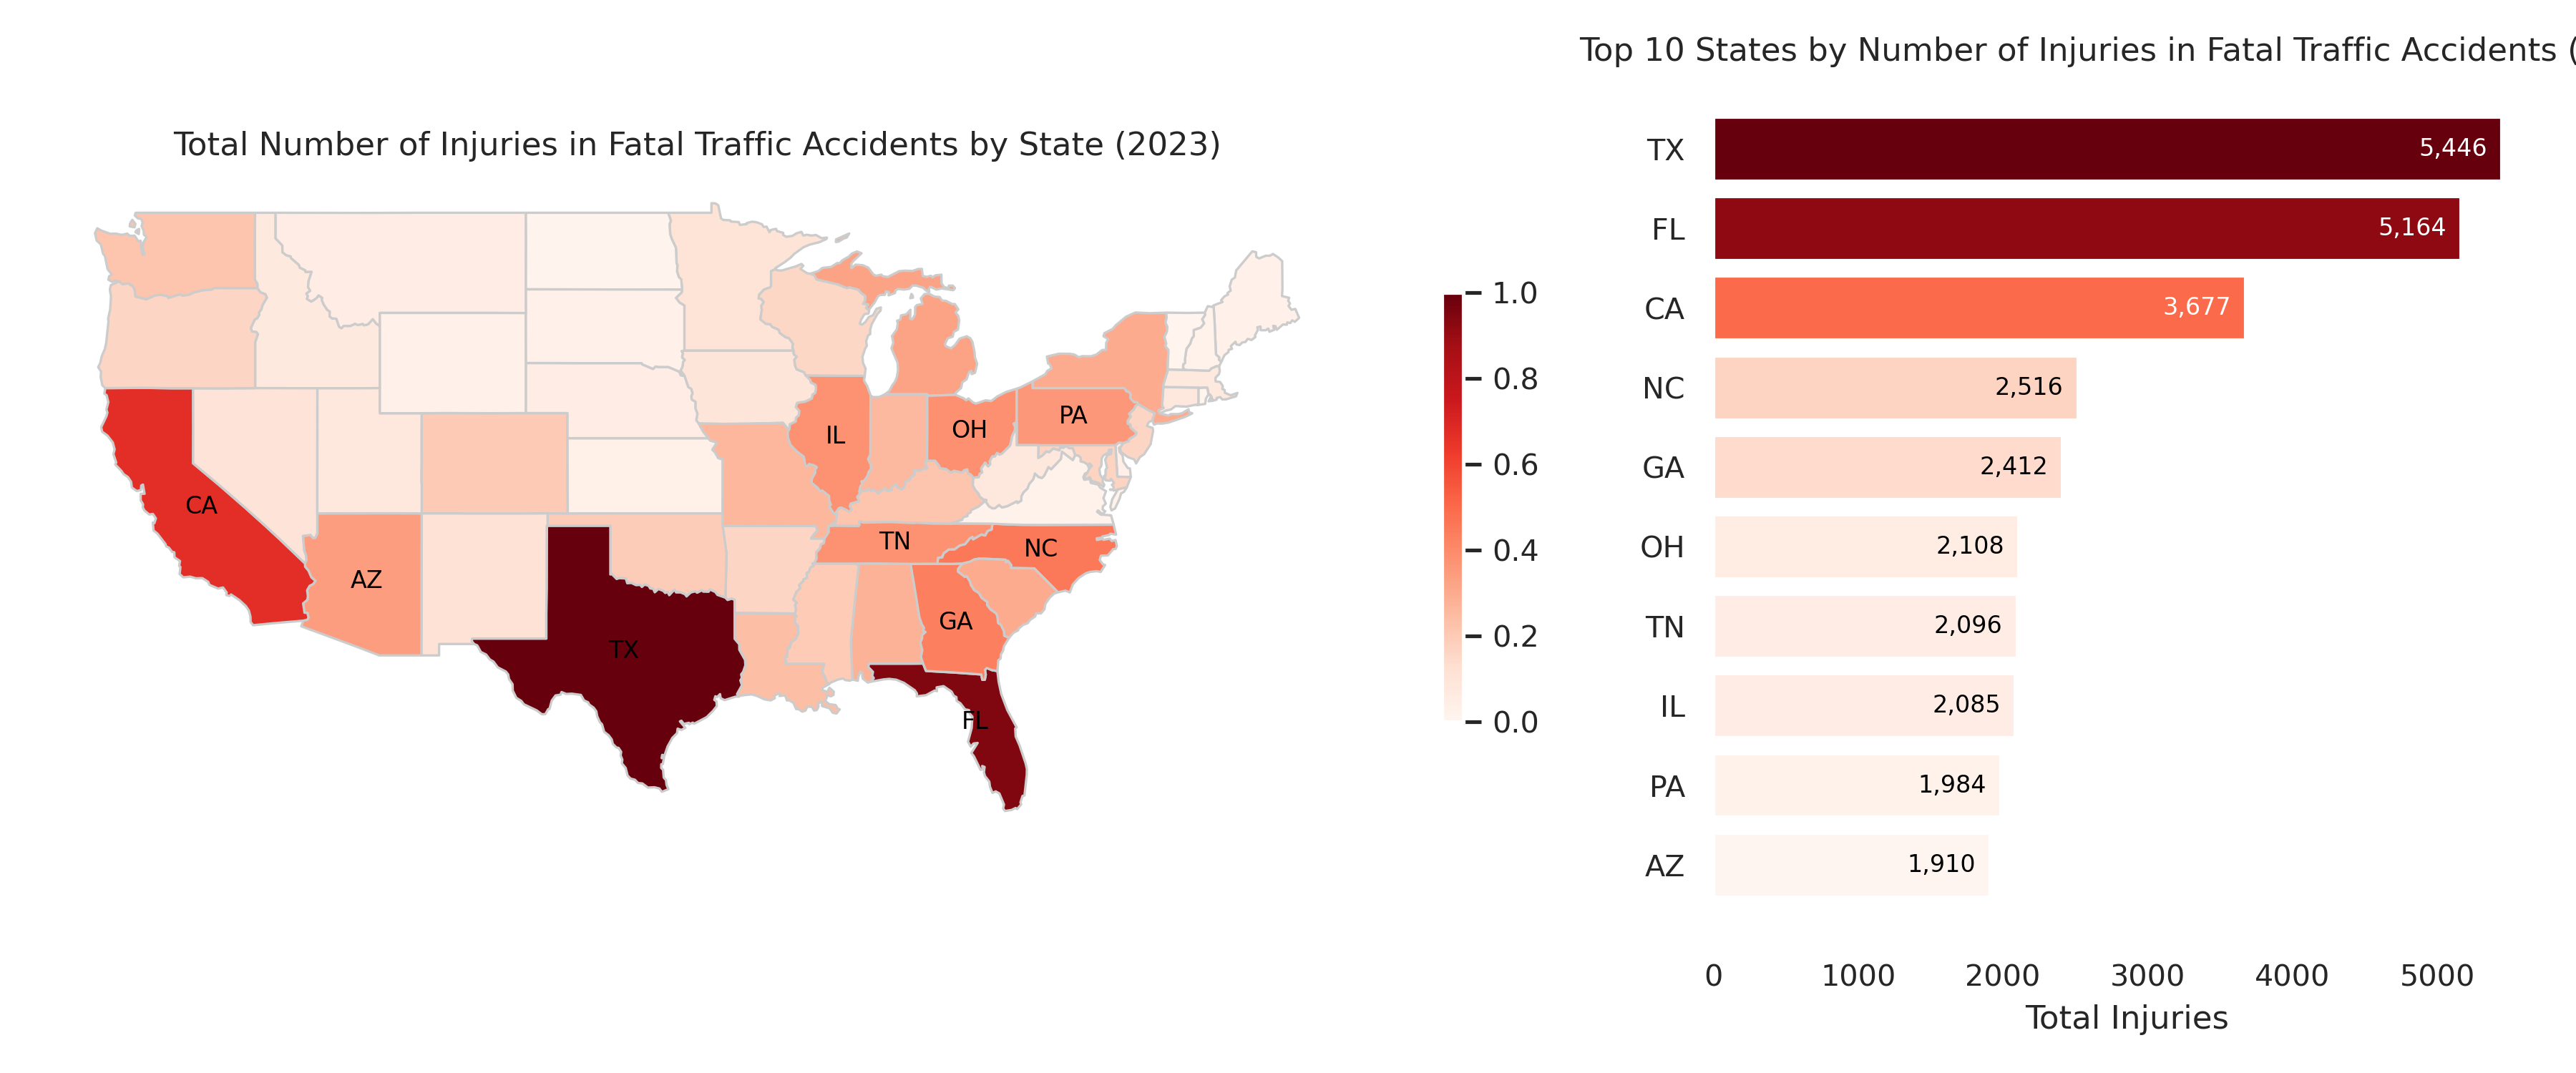 Total Number of Injuries in Fatal Traffic Accidents by State (2023)
CA
AZ
TX
IL
OH
PA
TN
NC
GA
FL
1.0
0.8
0.6
0.4
0.2
0.0
Top 10 States by Number of Injuries in Fatal Traffic Accidents (
TX 5,446
FL 5,164
CA 3,677
NC 2,516
GA 2,412
OH 2,108
TN 2,096
IL 2,085
PA 1,984
AZ 1,910
0 1000 2000 3000 4000 5000
Total Injuries